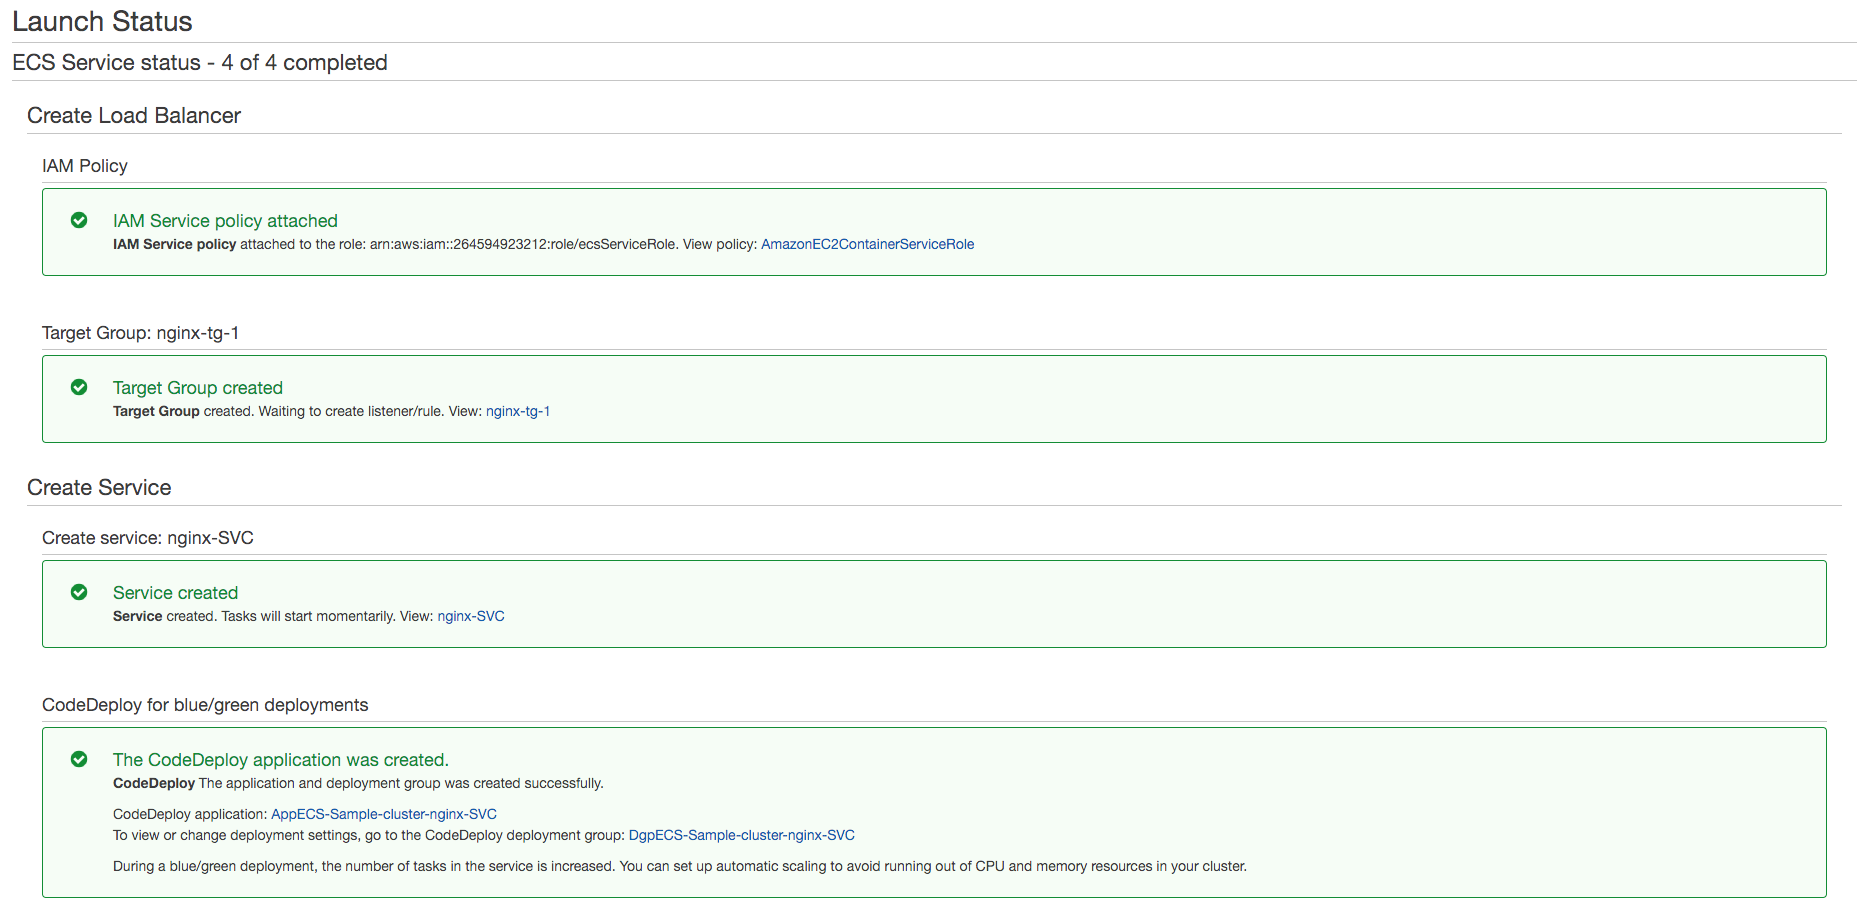 Launch Status
ECS Service status - 4 of 4 completed
Create Load Balancer
IAM Policy
IAM Service policy attached
IAM Service policy attached to the role: arn:aws:iam::264594923212:role/ecsServiceRole. View policy: AmazonEC2ContainerServiceRole
Target Group: nginx-tg-1
Target Group created
Target Group created. Waiting to create listener/rule. View: nginx-tg-1
Create Service
Create service: nginx-SVC
Service created
Service created. Tasks will start momentarily. View: nginx-SVC
CodeDeploy for blue/green deployments
The CodeDeploy application was created.
CodeDeploy The application and deployment group was created successfully.
CodeDeploy application: AppECS-Sample-cluster-nginx-SVC
To view or change deployment settings, go to the CodeDeploy deployment group: DgpECS-Sample-cluster-nginx-SVC
During a blue/green deployment, the number of tasks in the service is increased. You can set up automatic scaling to avoid running out of CPU and memory resources in your cluster.